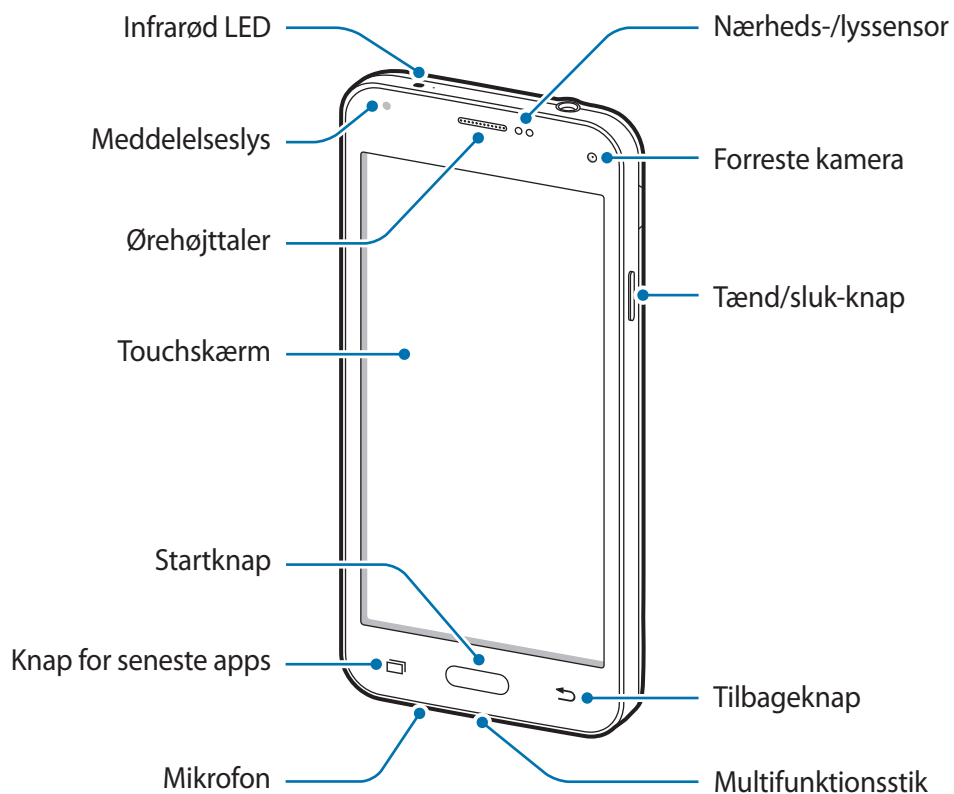 Infrarød LED
Nærheds-/lyssensor
Meddelelseslys
Forreste kamera
Ørehøjttaler
Tænd/sluk-knap
Touchskærm
Startknap
Knap for seneste apps
Tilbageknap
Mikrofon
Multifunktionsstik